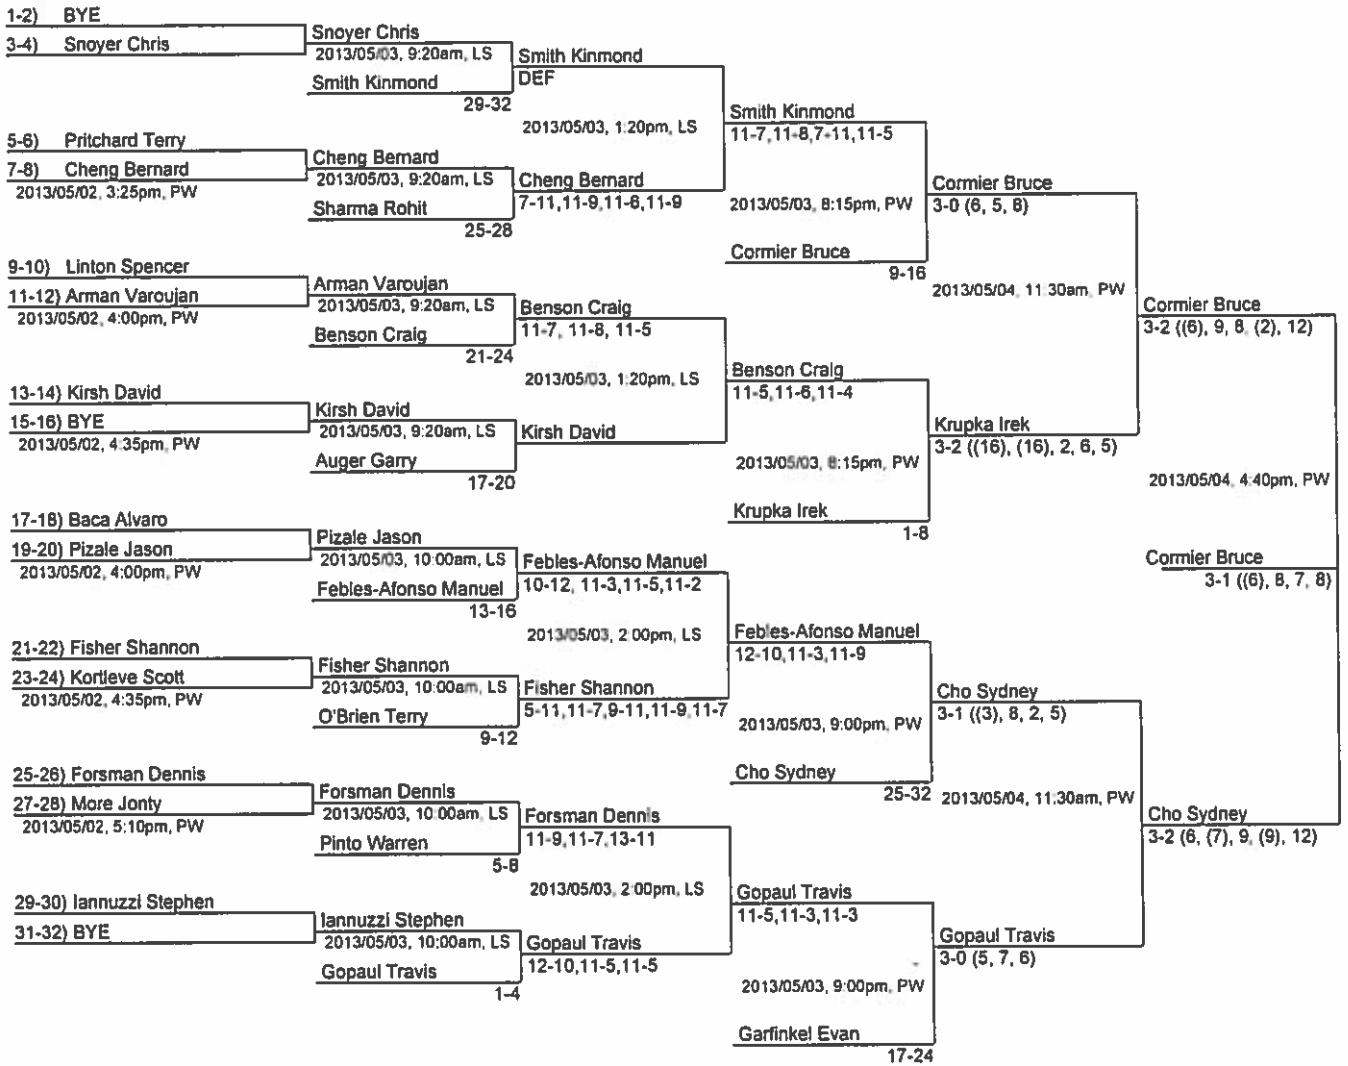 1-2) BYE
3-4) Snoyer Chris
Snoyer Chris
2013/05/03, 9:20am, LS
Smith Kinmond
29-32
Smith Kinmond
DEF
2013/05/03, 1:20pm, LS
5-6) Pritchard Terry
7-8) Cheng Bernard
2013/05/02, 3:25pm, PW
Cheng Bernard
2013/05/03, 9:20am, LS
Sharma Rohit
25-28
Cheng Bernard
7-11,11-9,11-6,11-9
Smith Kinmond
11-7,11-8,7-11,11-5
2013/05/03, 8:15pm, PW
Cormier Bruce
9-16
Cormier Bruce
3-0 (6, 5, 8)
2013/05/04, 11:30am, PW
9-10) Linton Spencer
11-12) Arman Varoujan
2013/05/02, 4:00pm, PW
Arman Varoujan
2013/05/03, 9:20am, LS
Benson Craig
21-24
Benson Craig
11-7, 11-8, 11-5
2013/05/03, 1:20pm, LS
13-14) Kirsh David
15-16) BYE
2013/05/02, 4:35pm, PW
Kirsh David
2013/05/03, 9:20am, LS
Auger Garry
17-20
Kirsh David
Benson Craig
11-5,11-6,11-4
2013/05/03, 8:15pm, PW
Krupka Irek
1-8
Krupka Irek
3-2 ((16), (16), 2, 6, 5)
Cormier Bruce
3-2 ((6), 9, 8, (2), 12)
2013/05/04, 4:40pm, PW
Cormier Bruce
3-1 ((6), 8, 7, 8)
17-18) Baca Alvaro
19-20) Pizale Jason
2013/05/02, 4:00pm, PW
Pizale Jason
2013/05/03, 10:00am, LS
Febles-Afonso Manuel
13-16
Febles-Afonso Manuel
10-12, 11-3,11-5,11-2
2013/05/03, 2:00pm, LS
21-22) Fisher Shannon
23-24) Kortleve Scott
2013/05/02, 4:35pm, PW
Fisher Shannon
2013/05/03, 10:00am, LS
O'Brien Terry
9-12
Fisher Shannon
5-11,11-7,9-11,11-9,11-7
Febles-Afonso Manuel
12-10,11-3,11-9
2013/05/03, 9:00pm, PW
Cho Sydney
25-32
Cho Sydney
3-1 ((3), 8, 2, 5)
2013/05/04, 11:30am, PW
25-26) Forsman Dennis
27-28) More Jonty
2013/05/02, 5:10pm, PW
Forsman Dennis
2013/05/03, 10:00am, LS
Pinto Warren
5-8
Forsman Dennis
11-9,11-7,13-11
2013/05/03, 2:00pm, LS
29-30) Iannuzzi Stephen
31-32) BYE
Iannuzzi Stephen
2013/05/03, 10:00am, LS
Gopaul Travis
1-4
Gopaul Travis
12-10,11-5,11-5
Gopaul Travis
11-5,11-3,11-3
2013/05/03, 9:00pm, PW
Garfinkel Evan
17-24
Gopaul Travis
3-0 (5, 7, 6)
Cho Sydney
3-2 (6, (7), 9, (9), 12)